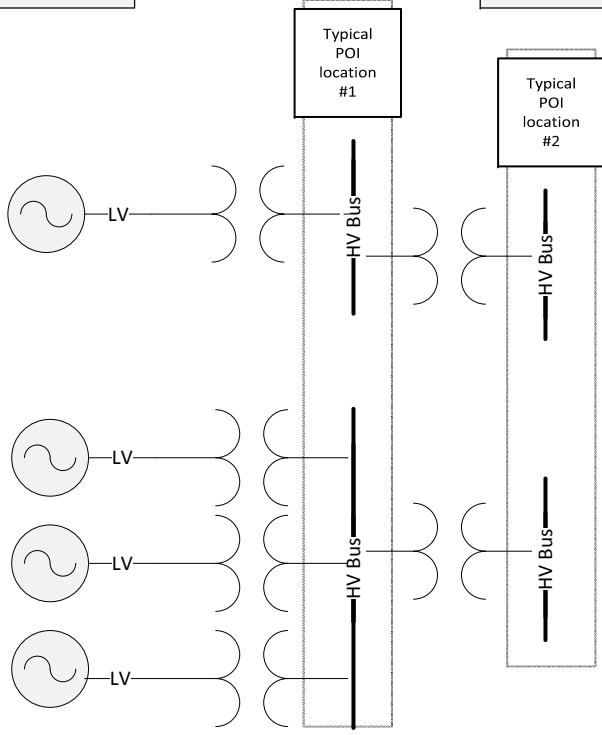 Typical
POI
location
#1
Typical
POI
location
#2
LV
HV Bus
HV Bus
LV
LV
HV Bus
HV Bus
LV